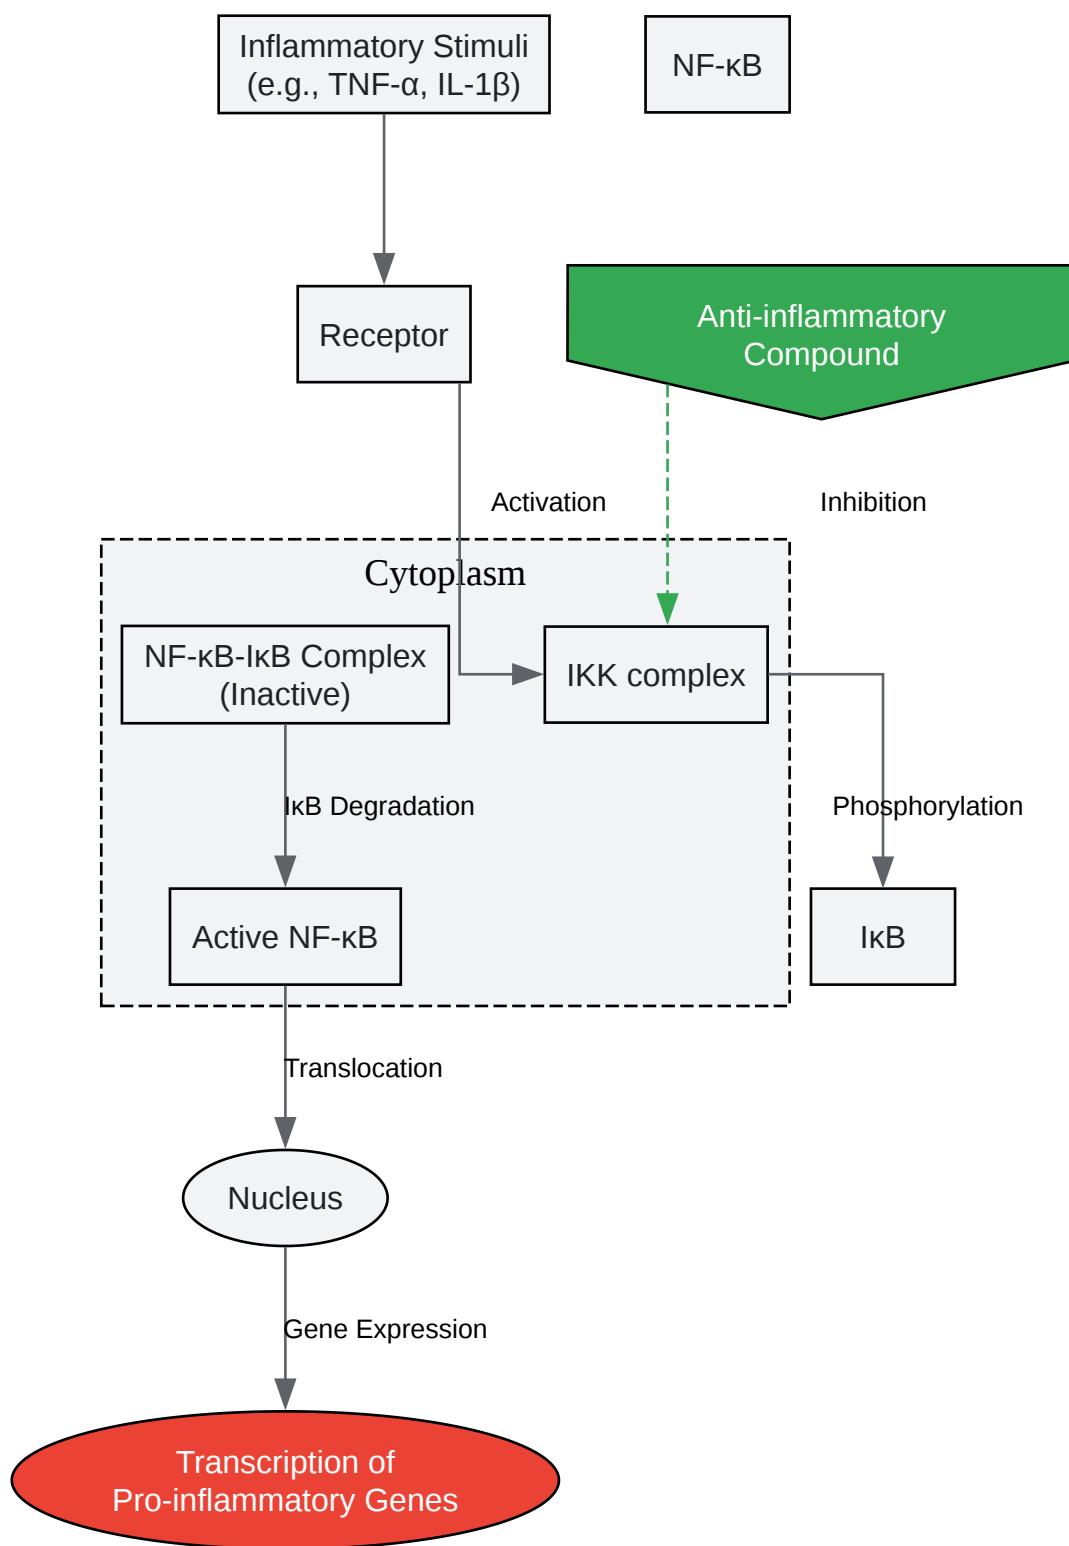 Inflammatory Stimuli
(e.g., TNF-α, IL-1β)
NF-κB
Receptor
Anti-inflammatory
Compound
Activation
Inhibition
Cytoplasm
NF-κB-IκB Complex
(Inactive)
IKK complex
IκB Degradation
Phosphorylation
Active NF-κB
IκB
Translocation
Nucleus
Gene Expression
Transcription of
Pro-inflammatory Genes